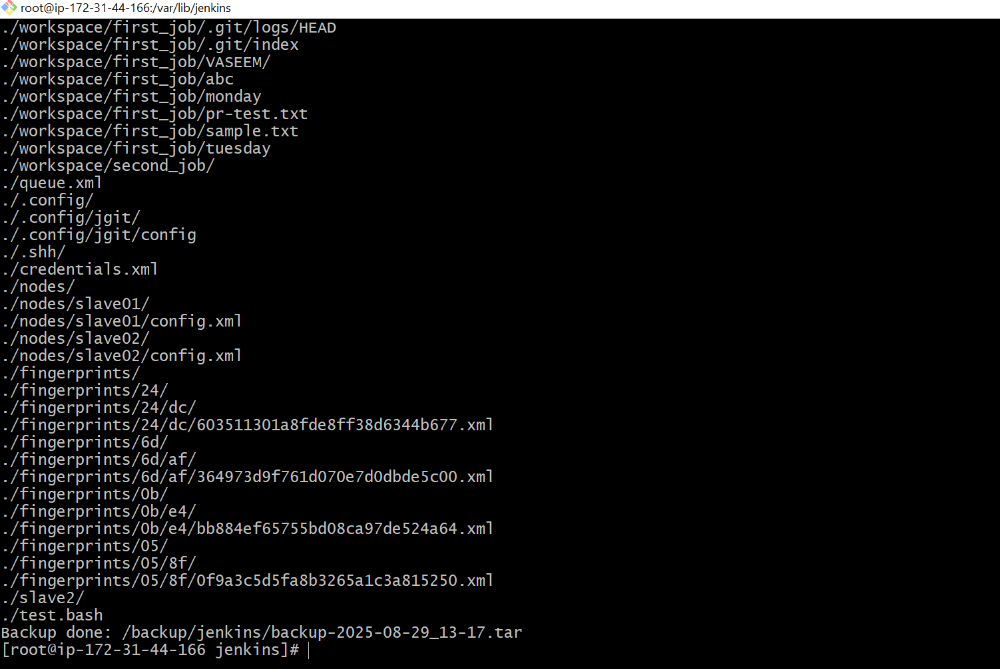 root@ip-172-31-44-166:/var/lib/jenkins
./workspace/first_job/.git/logs/HEAD
./workspace/first_job/.git/index
./workspace/first_job/VASEEM/
./workspace/first_job/abc
./workspace/first_job/monday
./workspace/first_job/pr-test.txt
./workspace/first_job/sample.txt
./workspace/first_job/tuesday
./workspace/second_job/
./queue.xml
./.config/
./.config/jgit/
./.config/jgit/config
./.shh/
./credentials.xml
./nodes/
./nodes/slave01/
./nodes/slave01/config.xml
./nodes/slave02/
./nodes/slave02/config.xml
./fingerprints/
./fingerprints/24/
./fingerprints/24/dc/
./fingerprints/24/dc/603511301a8fde8ff38d6344b677.xml
./fingerprints/6d/
./fingerprints/6d/af/
./fingerprints/6d/af/364973d9f761d070e7d0dbde5c00.xml
./fingerprints/0b/
./fingerprints/0b/e4/
./fingerprints/0b/e4/bb884ef65755bd08ca97de524a64.xml
./fingerprints/05/
./fingerprints/05/8f/
./fingerprints/05/8f/0f9a3c5d5fa8b3265a1c3a815250.xml
./slave2/
./test.bash
Backup done: /backup/jenkins/backup-2025-08-29_13-17.tar
[root@ip-172-31-44-166 jenkins]#